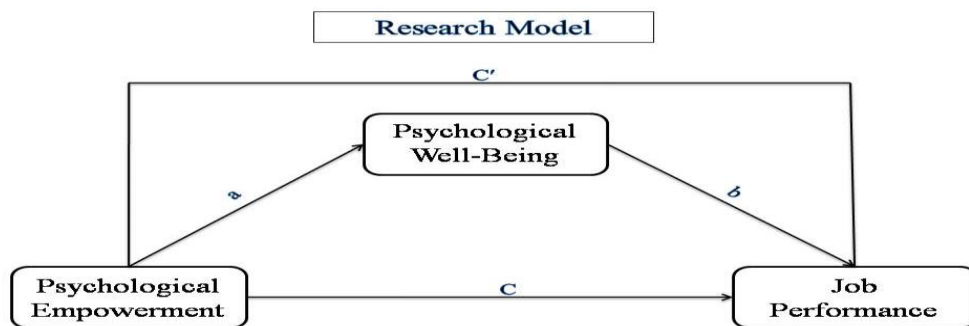 Research Model
C'
Psychological
Well-Being
a
b
Psychological
Empowerment
C
Job
Performance